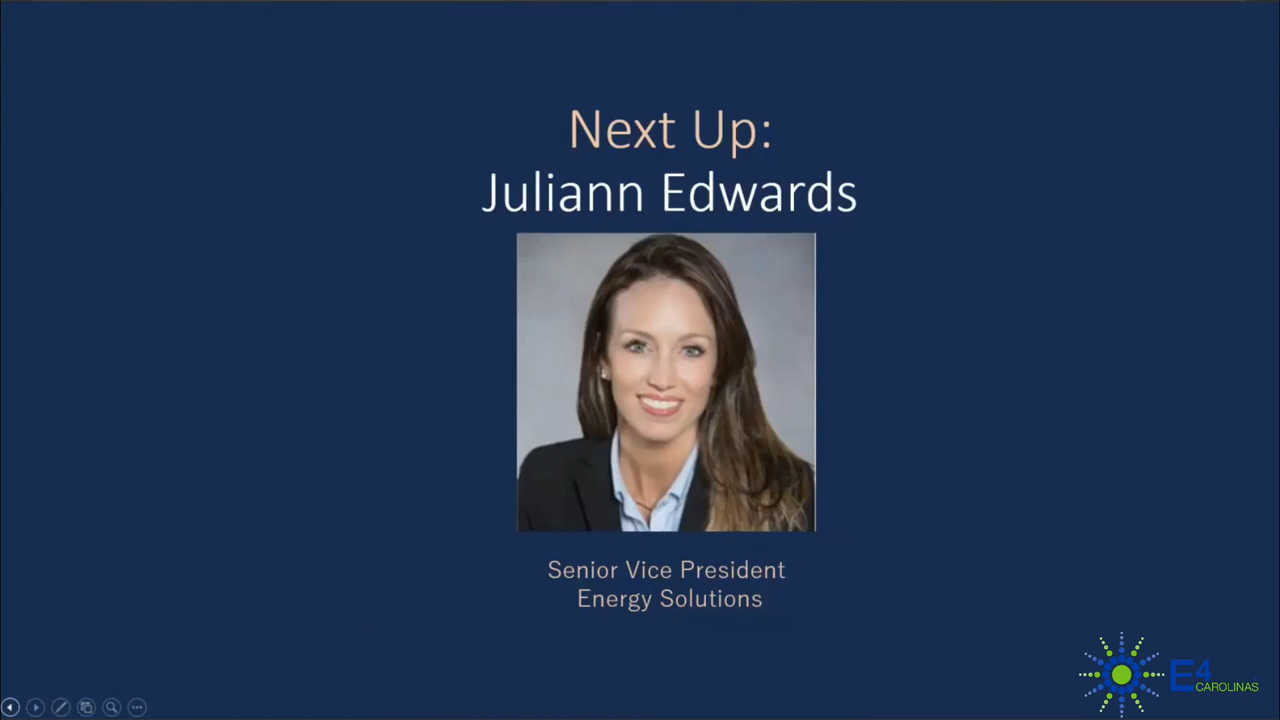 Next Up:
Juliann Edwards
Senior Vice President
Energy Solutions
E4
CAROLINAS